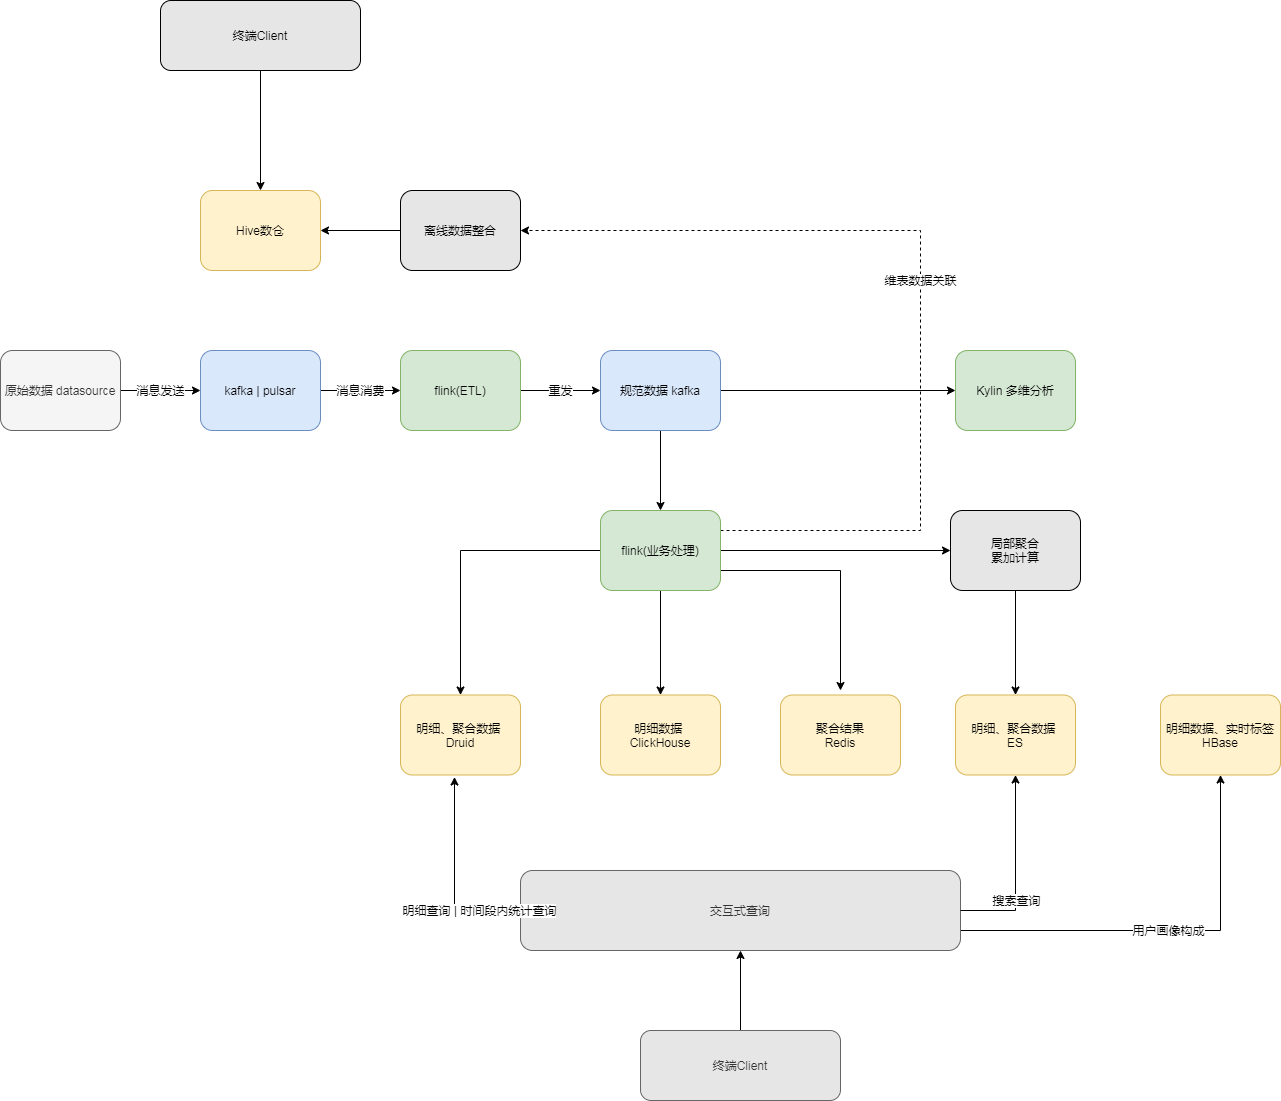 终端Client
Hive数仓
离线数据整合
维表数据关联
原始数据 datasource
消息发送
kafka | pulsar
消息消费
flink(ETL)
重发
规范数据 kafka
Kylin 多维分析
flink(业务处理)
局部聚合
累加计算
明细、聚合数据
Druid
明细数据
ClickHouse
聚合结果
Redis
明细、聚合数据
ES
明细数据、实时标签
HBase
明细查询 | 时间段内统计查询
交互式查询
搜索查询
用户画像构成
终端Client